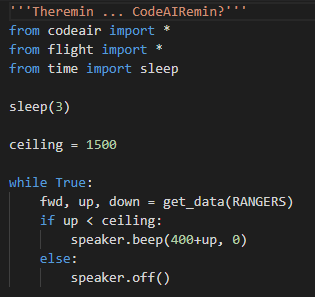 '''Theremin ... CodeAIRemin?'''
from codeair import *
from flight import *
from time import sleep

sleep(3)

ceiling = 1500

while True:
    fwd, up, down = get_data(RANGERS)
    if up < ceiling:
        speaker.beep(400+up, 0)
    else:
        speaker.off()